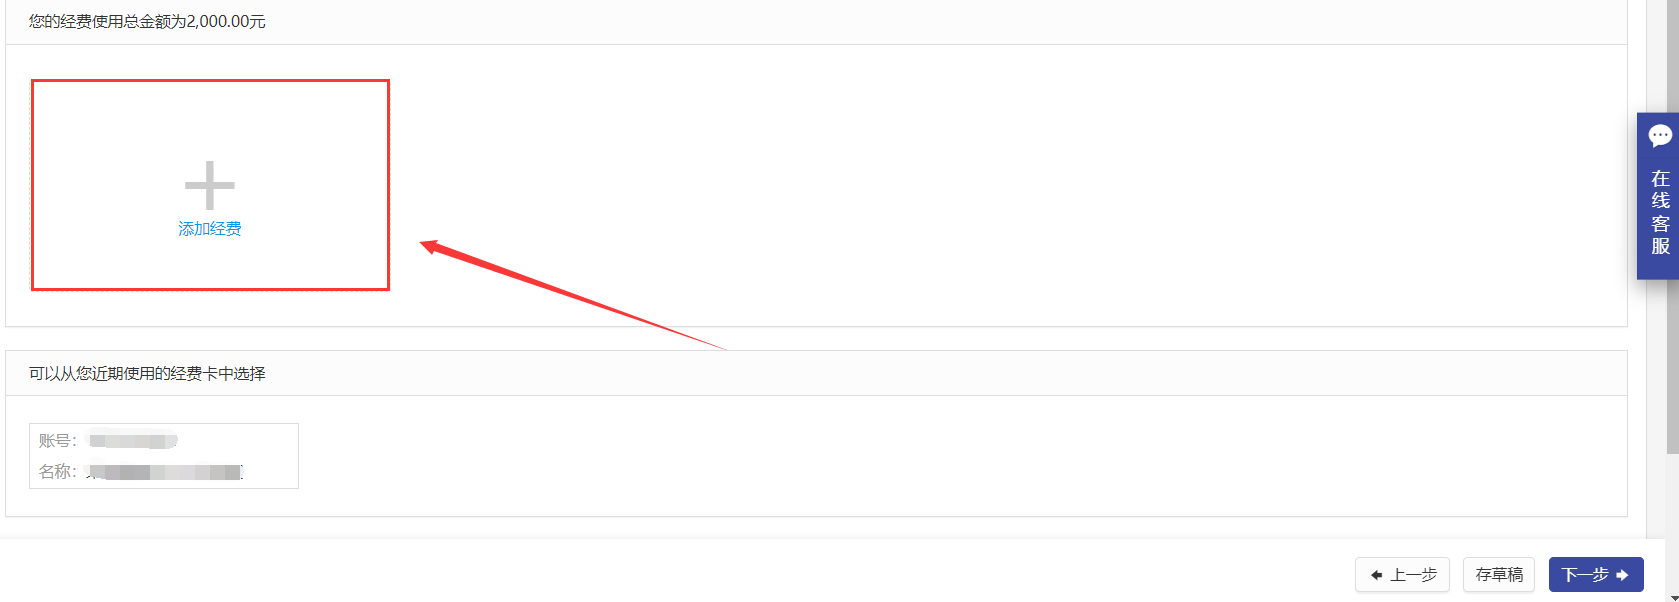 您的经费使用总金额为2,000.00元
添加经费
在线客服
可以从您近期使用的经费卡中选择
账号：
名称：
上一步
存草稿
下一步